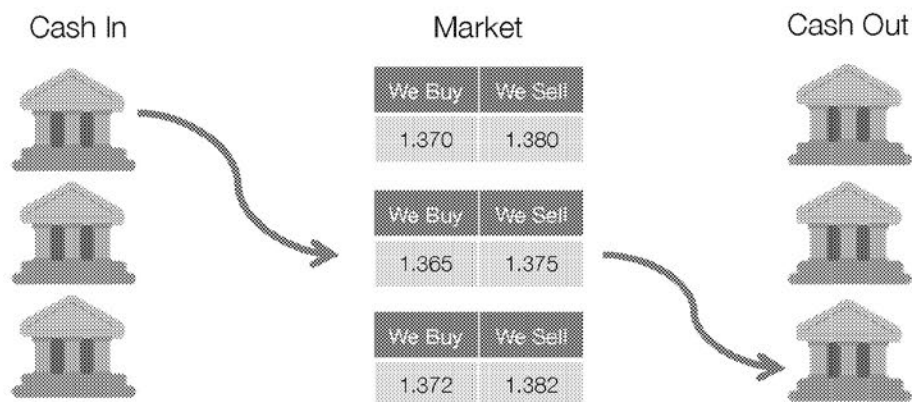 Cash In
Market
Cash Out
We Buy We Sell
1.370 1.380
We Buy We Sell
1.365 1.375
We Buy We Sell
1.372 1.382